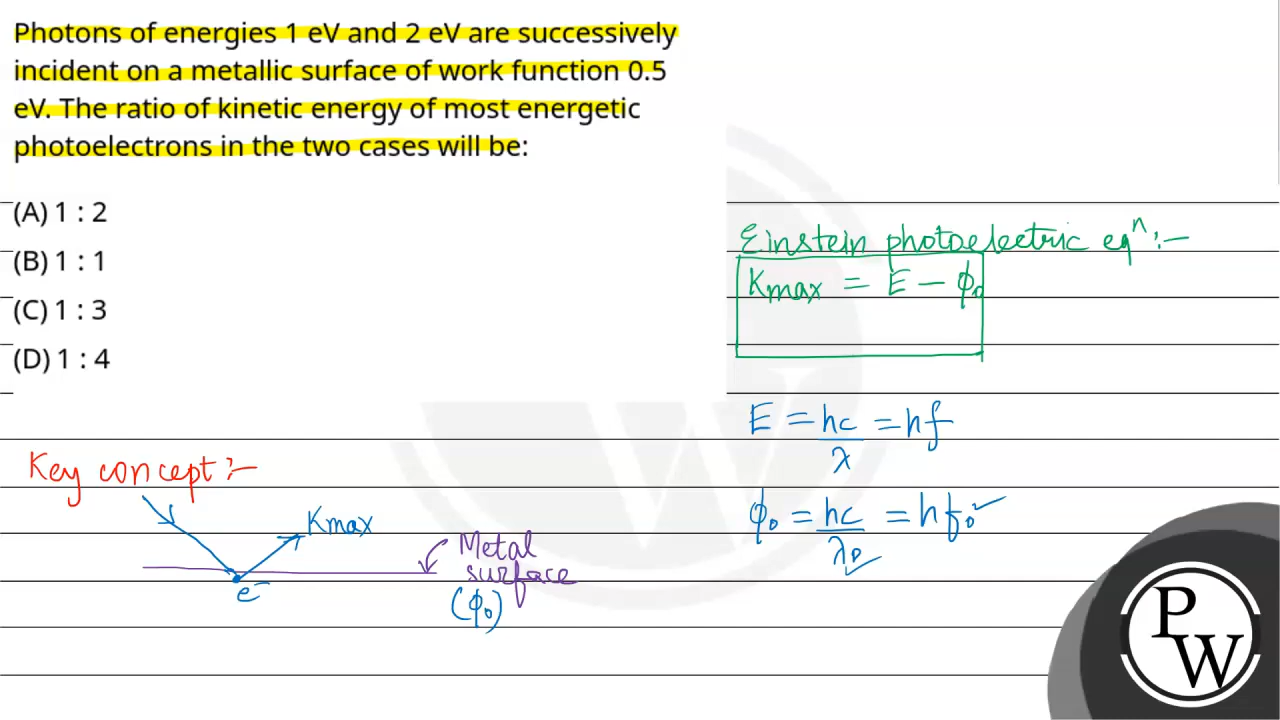 Photons of energies 1 eV and 2 eV are successively
incident on a metallic surface of work function 0.5
eV. The ratio of kinetic energy of most energetic
photoelectrons in the two cases will be:
(A) 1 : 2
(B) 1 : 1
(C) 1 : 3
(D) 1 : 4
Key concept :-
Kmax
Metal
surface
(ϕ₀)
e⁻
Einstein photoelectric eqⁿ :-
Kmax = E - ϕ₀
E = hc/λ = hf
ϕ₀ = hc/λ₀ = hf₀
P
W